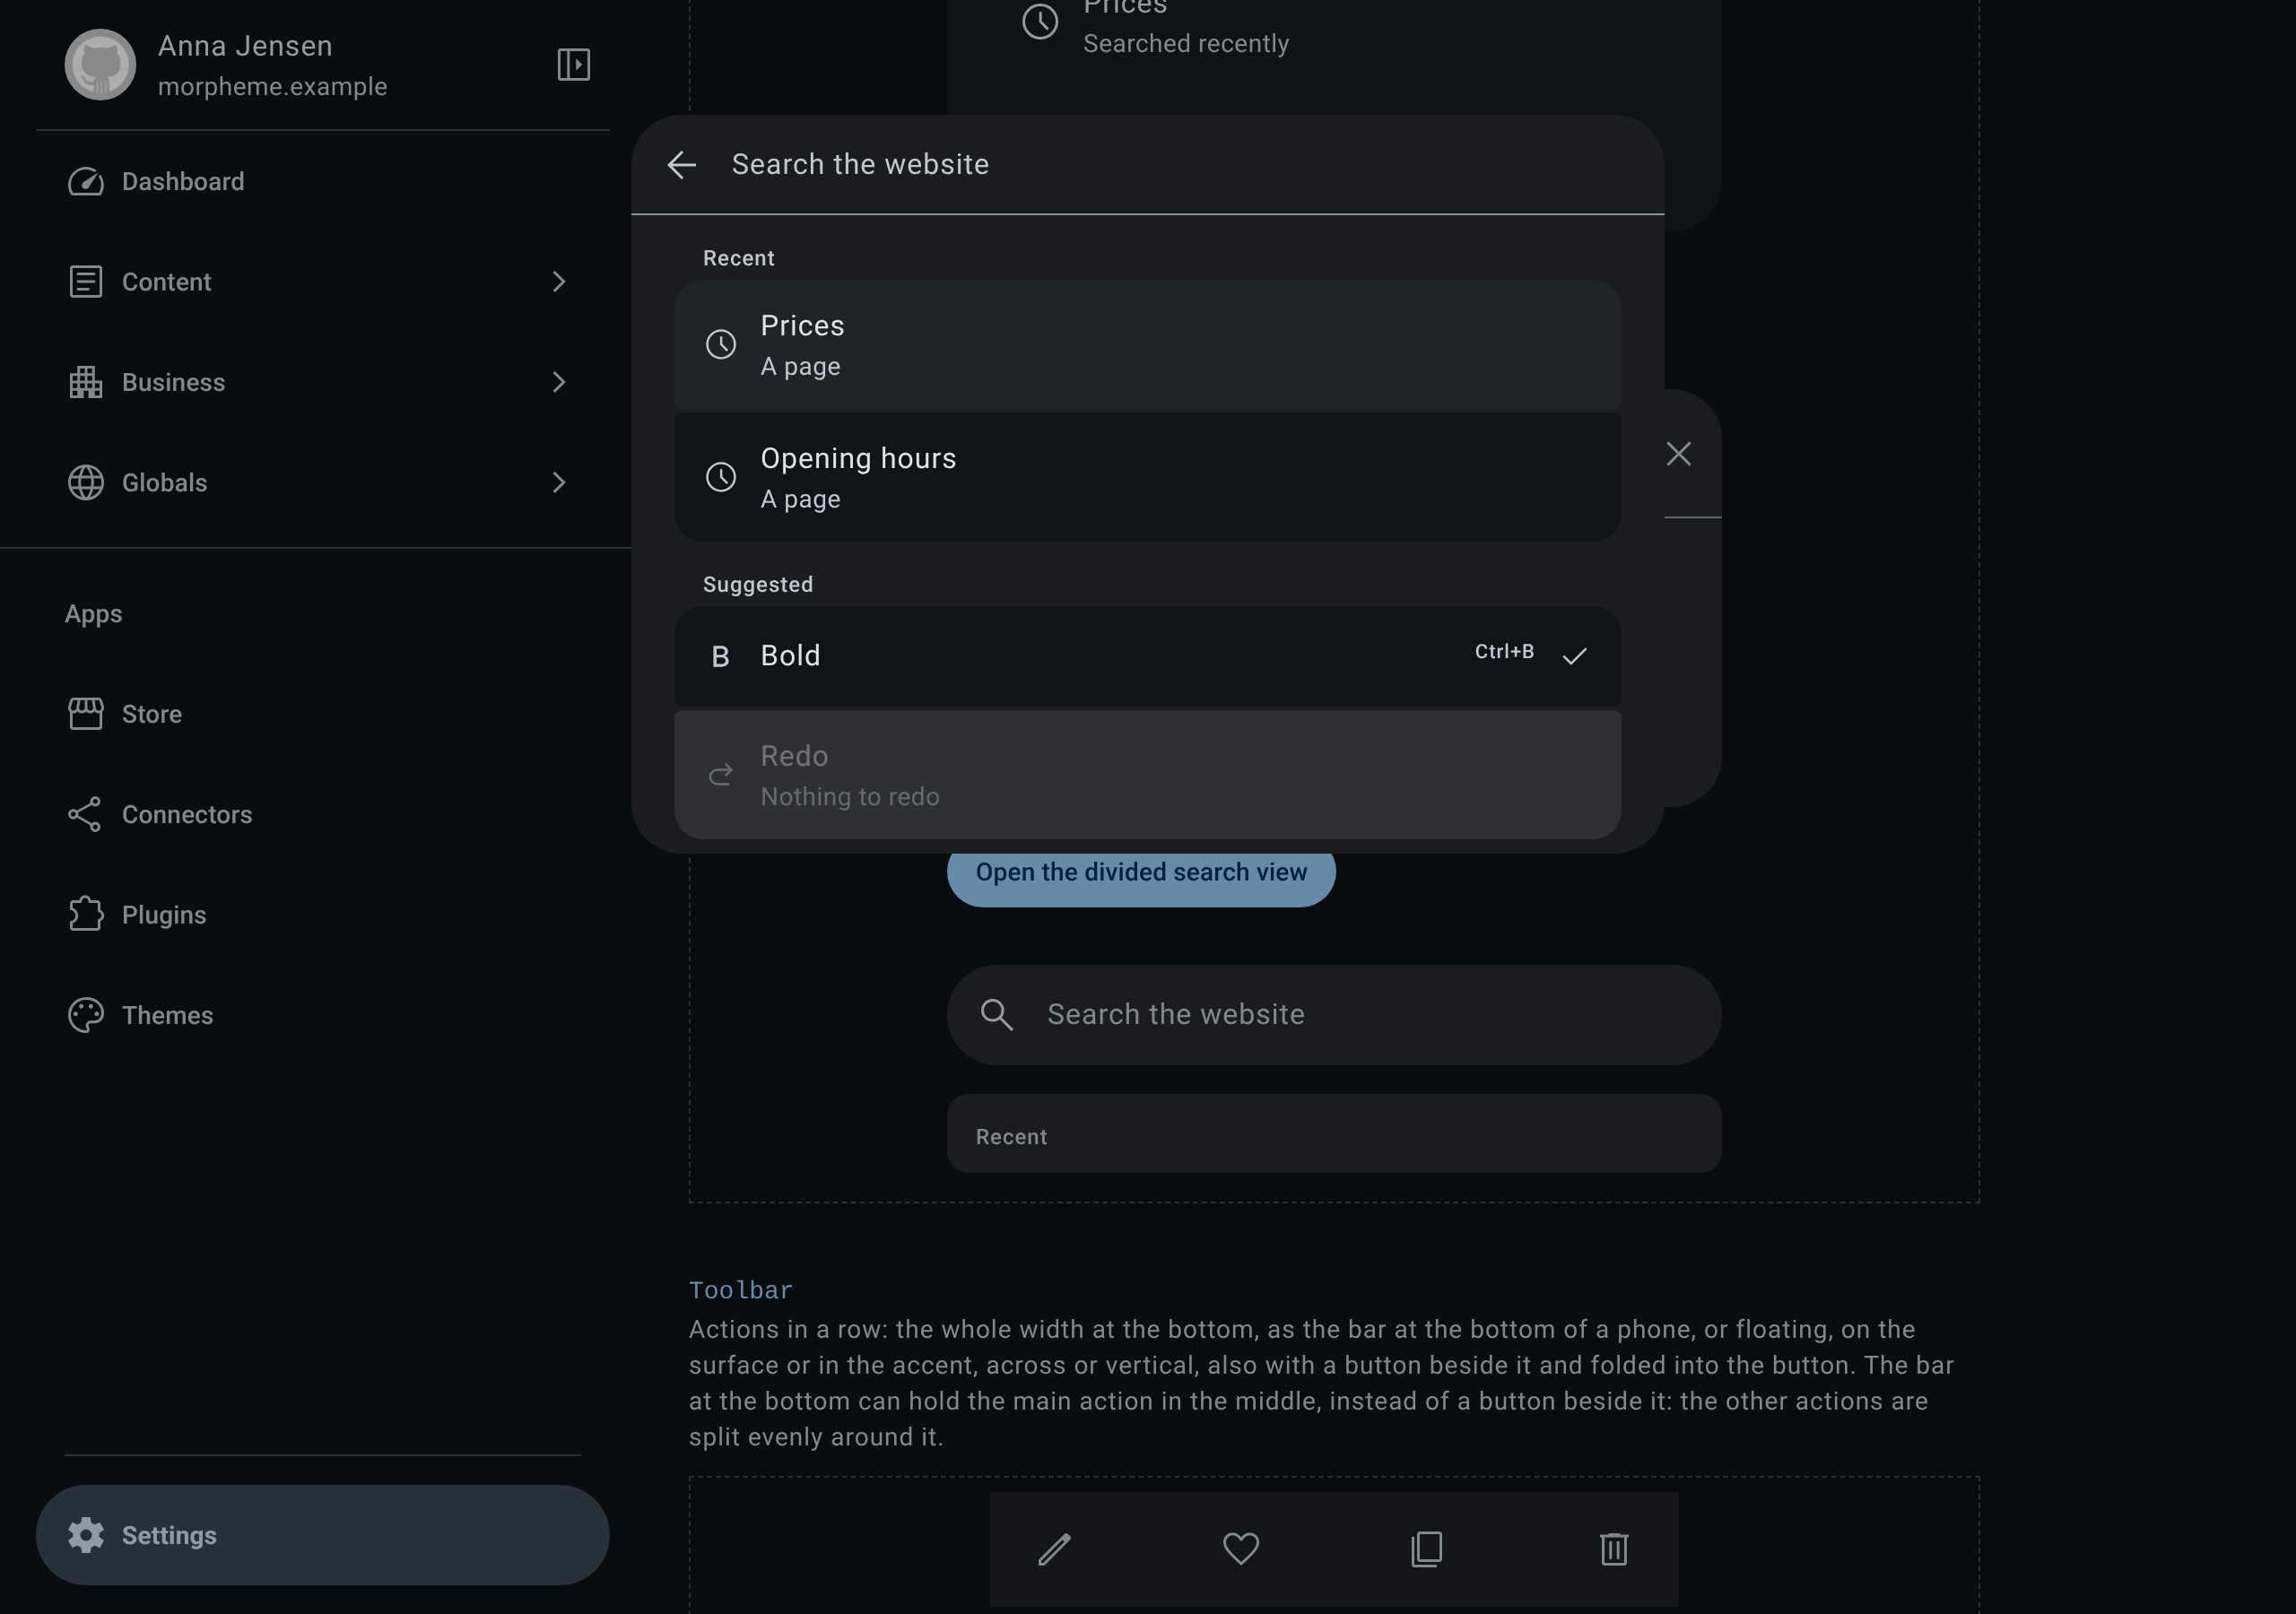 Anna Jensen
morpheme.example
Dashboard
Content
Business
Globals
Apps
Store
Connectors
Plugins
Themes
Settings
Prices
Searched recently
Search the website
Recent
Prices
A page
Opening hours
A page
Suggested
B Bold Ctrl+B
Redo
Nothing to redo
Open the divided search view
Search the website
Recent
Toolbar
Actions in a row: the whole width at the bottom, as the bar at the bottom of a phone, or floating, on the
surface or in the accent, across or vertical, also with a button beside it and folded into the button. The bar
at the bottom can hold the main action in the middle, instead of a button beside it: the other actions are
split evenly around it.